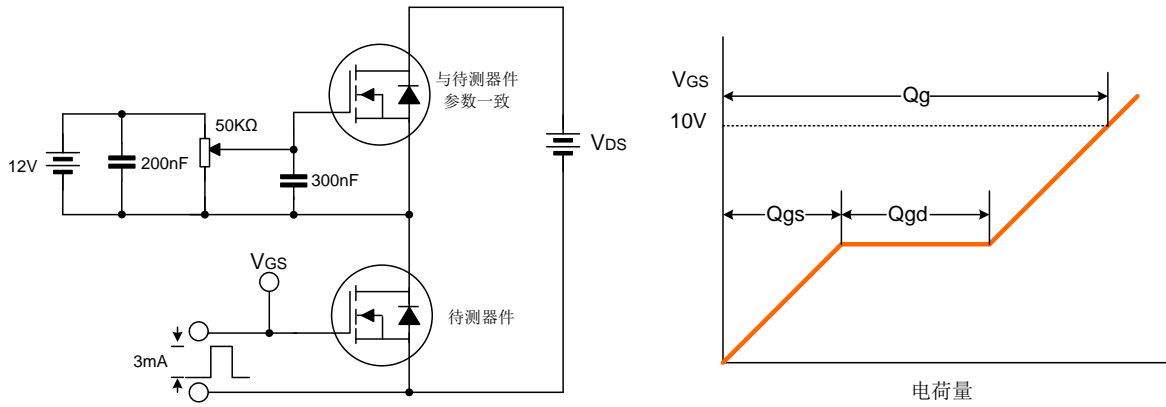 与待测器件
参数一致
50KΩ
12V
200nF
300nF
VDS
VGS
待测器件
3mA
VGS
10V
Qg
Qgs
Qgd
电荷量